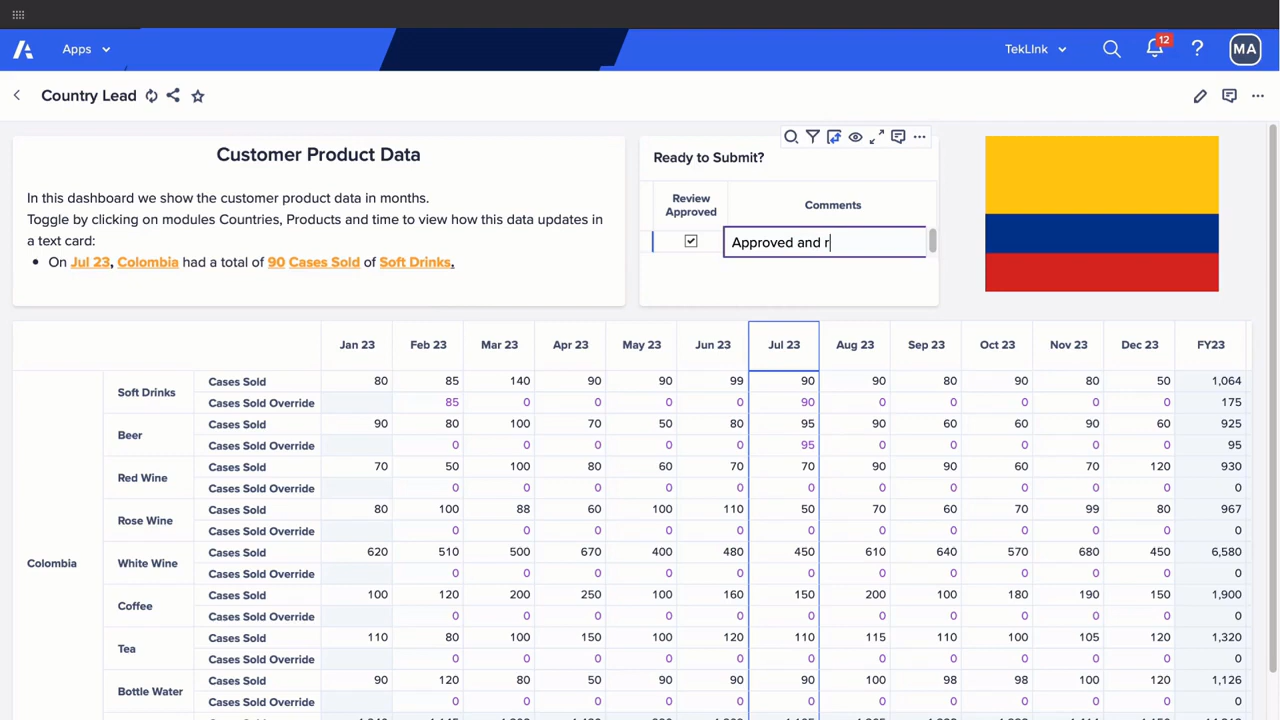 Apps
TekLInk
12
MA
Country Lead
Customer Product Data
In this dashboard we show the customer product data in months.
Toggle by clicking on modules Countries, Products and time to view how this data updates in
a text card:
• On Jul 23, Colombia had a total of 90 Cases Sold of Soft Drinks.
Ready to Submit?
Review Approved Comments
Approved and r
Jan 23 Feb 23 Mar 23 Apr 23 May 23 Jun 23 Jul 23 Aug 23 Sep 23 Oct 23 Nov 23 Dec 23 FY23
Colombia
Soft Drinks
Cases Sold 80 85 140 90 90 99 90 90 80 90 80 50 1,064
Cases Sold Override 85 0 0 0 0 90 0 0 0 0 0 175
Beer
Cases Sold 90 80 100 70 50 80 95 90 60 60 90 60 925
Cases Sold Override 0 0 0 0 0 95 0 0 0 0 0 95
Red Wine
Cases Sold 70 50 100 80 60 70 70 90 90 60 70 120 930
Cases Sold Override 0 0 0 0 0 0 0 0 0 0 0 0
Rose Wine
Cases Sold 80 100 88 60 100 110 50 70 60 70 99 80 967
Cases Sold Override 0 0 0 0 0 0 0 0 0 0 0 0
White Wine
Cases Sold 620 510 500 670 400 480 450 610 640 570 680 450 6,580
Cases Sold Override 0 0 0 0 0 0 0 0 0 0 0 0
Coffee
Cases Sold 100 120 200 250 100 160 150 200 100 180 190 150 1,900
Cases Sold Override 0 0 0 0 0 0 0 0 0 0 0 0
Tea
Cases Sold 110 80 100 150 100 120 110 115 110 100 105 120 1,320
Cases Sold Override 0 0 0 0 0 0 0 0 0 0 0 0
Bottle Water
Cases Sold 90 120 80 50 90 90 90 100 98 98 100 120 1,126
Cases Sold Override 0 0 0 0 0 0 0 0 0 0 0 0